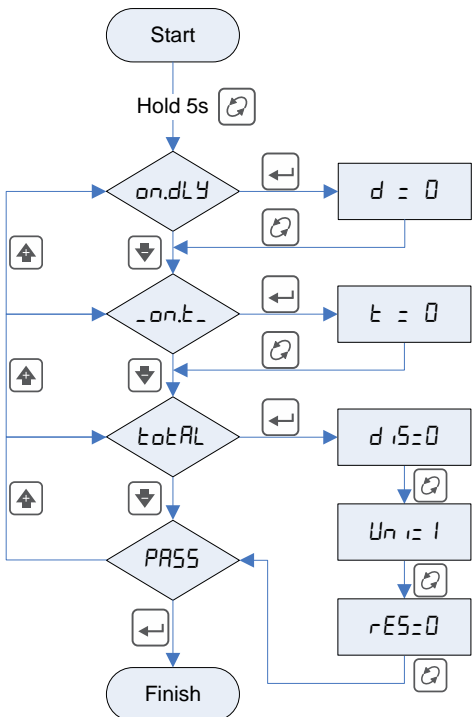 Start
Hold 5s
on.dLY
d = 0
_on.t_
t = 0
totAL
diS=0
Uni=1
PASS
rES=0
Finish